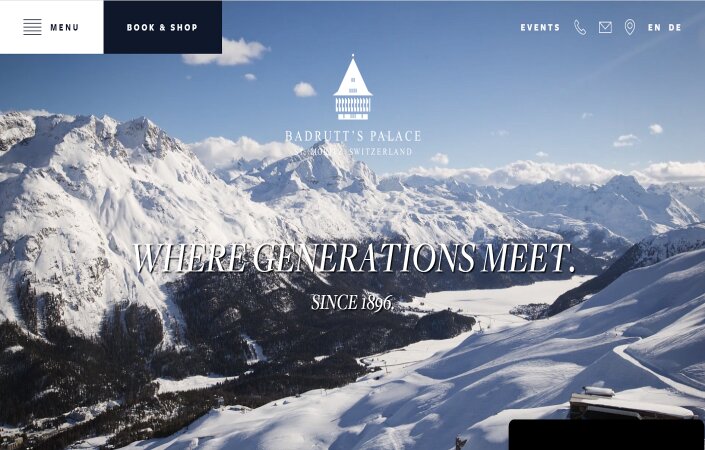 MENU
BOOK & SHOP
EVENTS
EN DE
BADRUTT'S PALACE
ST. MORITZ SWITZERLAND
WHERE GENERATIONS MEET.
SINCE 1896.